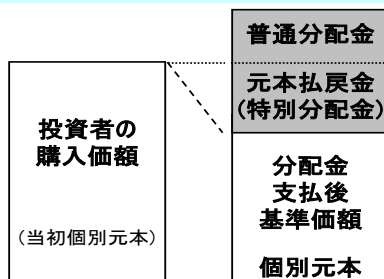 普通分配金
元本払戻金
(特別分配金)
投資者の
購入価額
(当初個別元本)
分配金
支払後
基準価額
個別元本